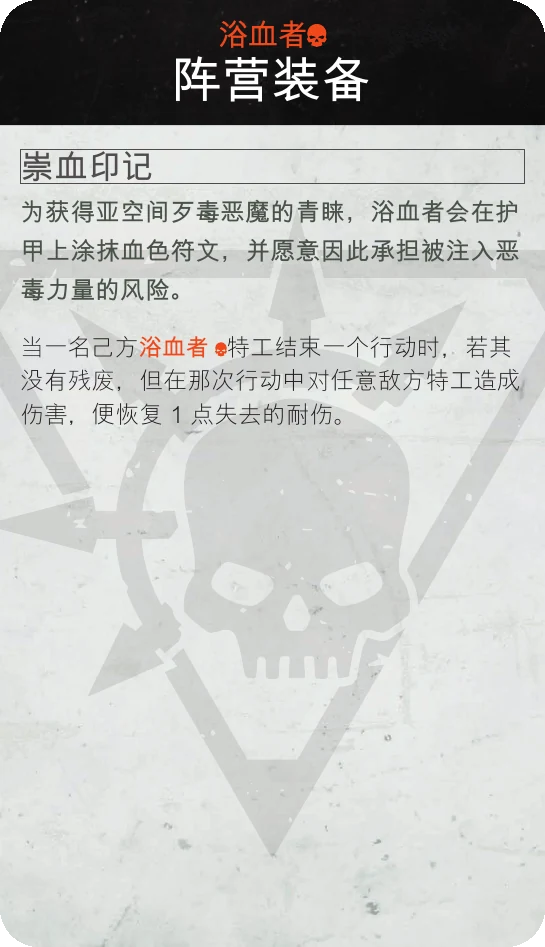 浴血者
阵营装备
崇血印记
为获得亚空间歹毒恶魔的青睐，浴血者会在护
甲上涂抹血色符文，并愿意因此承担被注入恶
毒力量的风险。
当一名己方浴血者特工结束一个行动时，若其
没有残废，但在那次行动中对任意敌方特工造成
伤害，便恢复 1 点失去的耐伤。